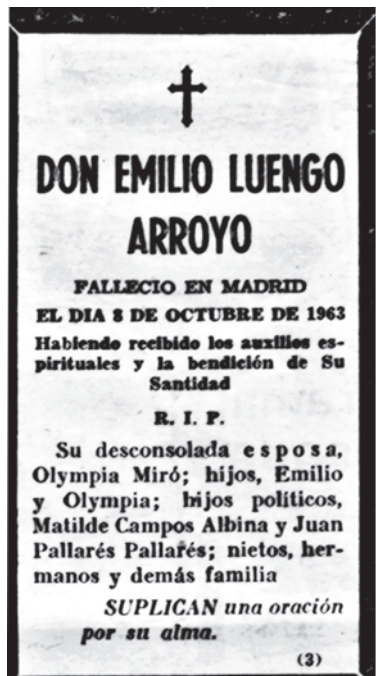 DON EMILIO LUENGO
ARROYO
FALLECIO EN MADRID
EL DIA 8 DE OCTUBRE DE 1963
Habiendo recibido los auxilios es-
pirituales y la bendición de Su
Santidad
R. I. P.
Su desconsolada esposa,
Olympia Miró; hijos, Emilio
y Olympia; hijos políticos,
Matilde Campos Albina y Juan
Pallarés Pallarés; nietos, her-
manos y demás familia
SUPLICAN una oración
por su alma.
(3)